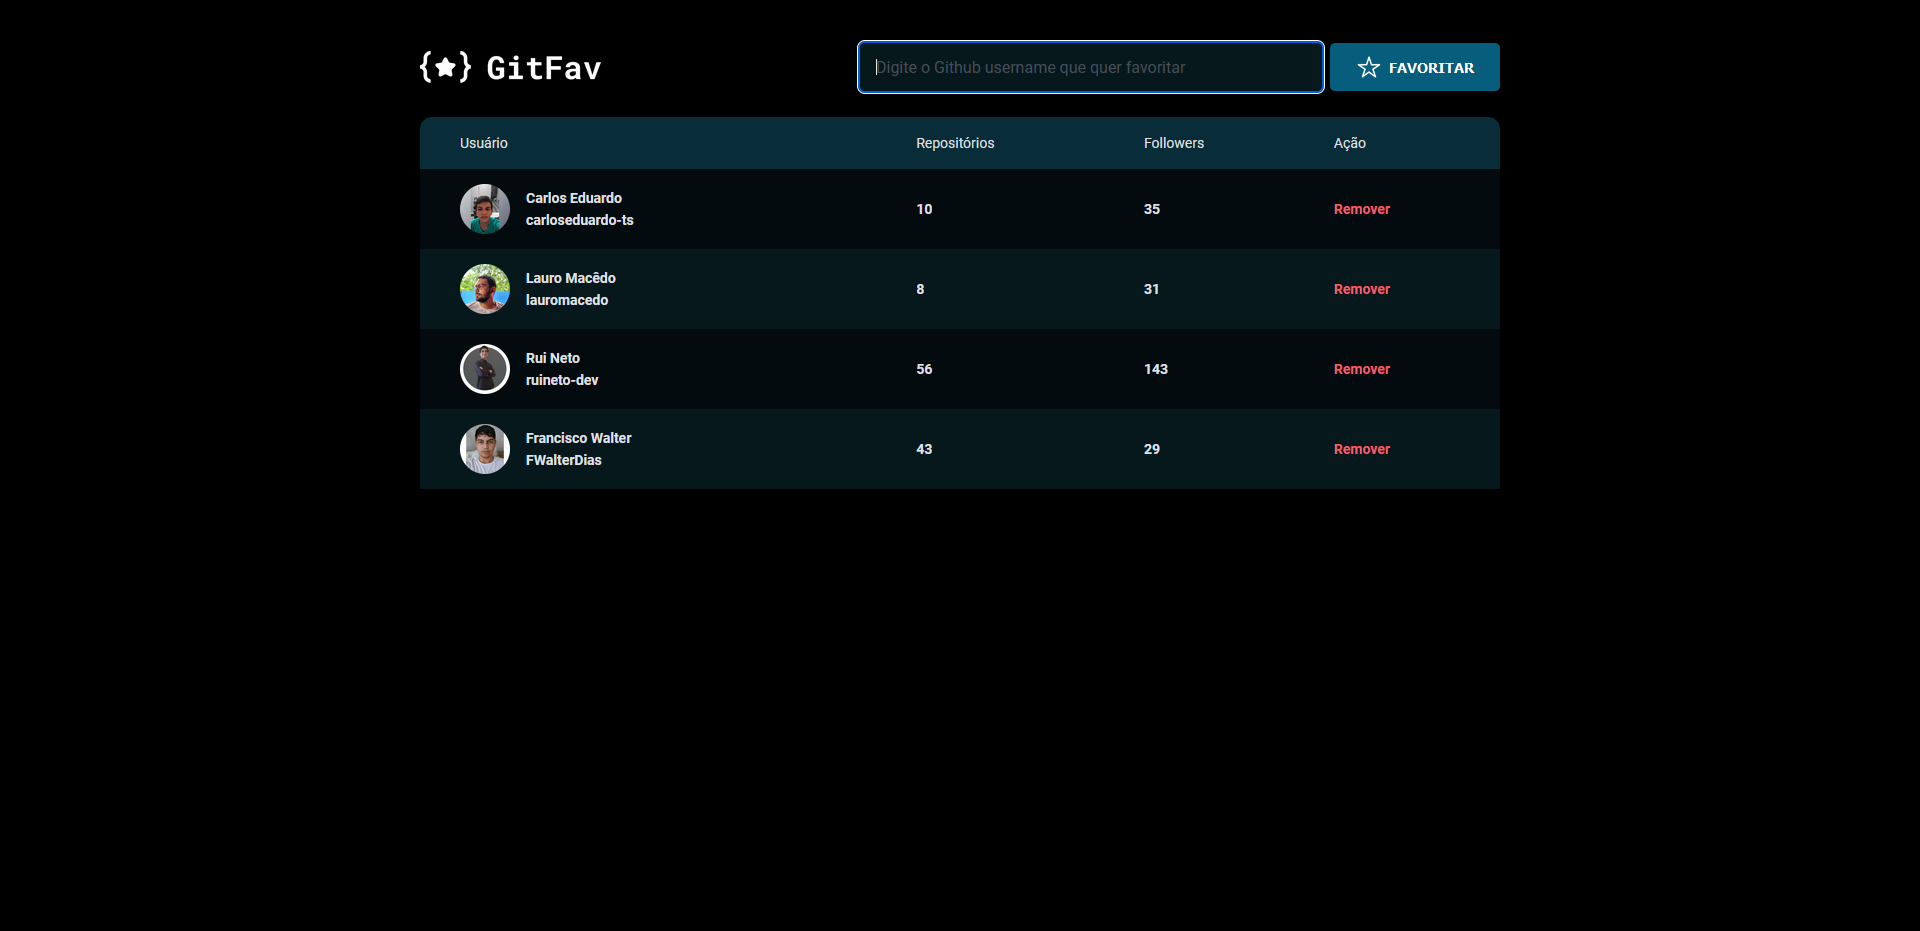 GitFav
Digite o Github username que quer favoritar
FAVORITAR
Usuário Repositórios Followers Ação
Carlos Eduardo
carloseduardo-ts
10 35 Remover
Lauro Macêdo
lauromacedo
8 31 Remover
Rui Neto
ruineto-dev
56 143 Remover
Francisco Walter
FWalterDias
43 29 Remover